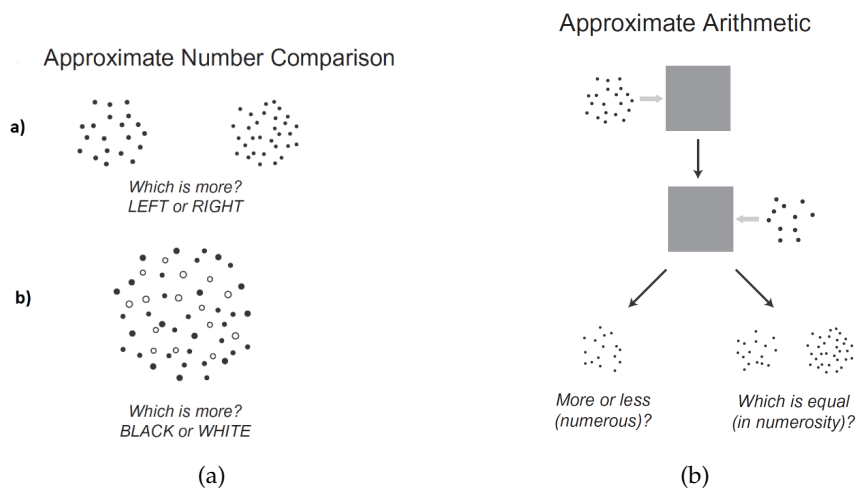 Approximate Number Comparison
a)
Which is more?
LEFT or RIGHT
b)
Which is more?
BLACK or WHITE
(a)
Approximate Arithmetic
More or less
(numerous)?
Which is equal
(in numerosity)?
(b)